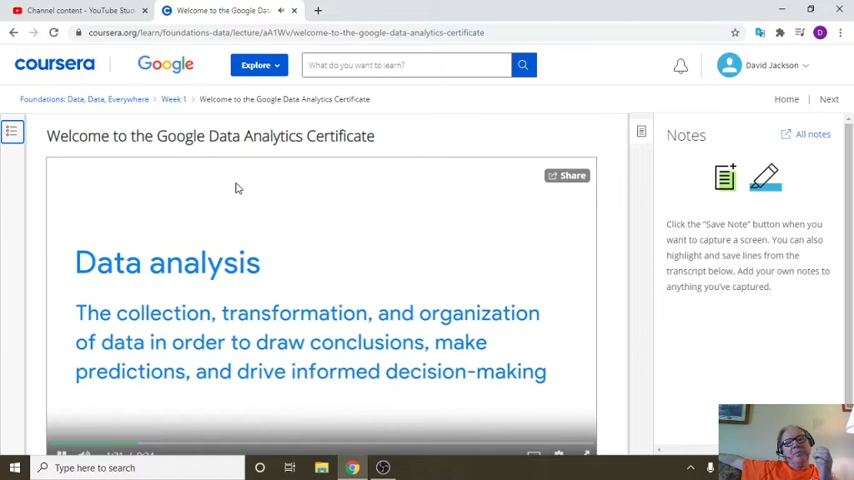 Channel content - YouTube Stud
Welcome to the Google Data
coursera.org/learn/foundations-data/lecture/aA1Wv/welcome-to-the-google-data-analytics-certificate
D
coursera
Google
Explore
What do you want to learn?
David Jackson
Foundations: Data, Data, Everywhere > Week 1 > Welcome to the Google Data Analytics Certificate
Home
Next
Welcome to the Google Data Analytics Certificate
Notes
All notes
Share
Click the "Save Note" button when you
want to capture a screen. You can also
highlight and save lines from the
transcript below. Add your own notes to
anything you've captured.
Data analysis
The collection, transformation, and organization
of data in order to draw conclusions, make
predictions, and drive informed decision-making
Type here to search